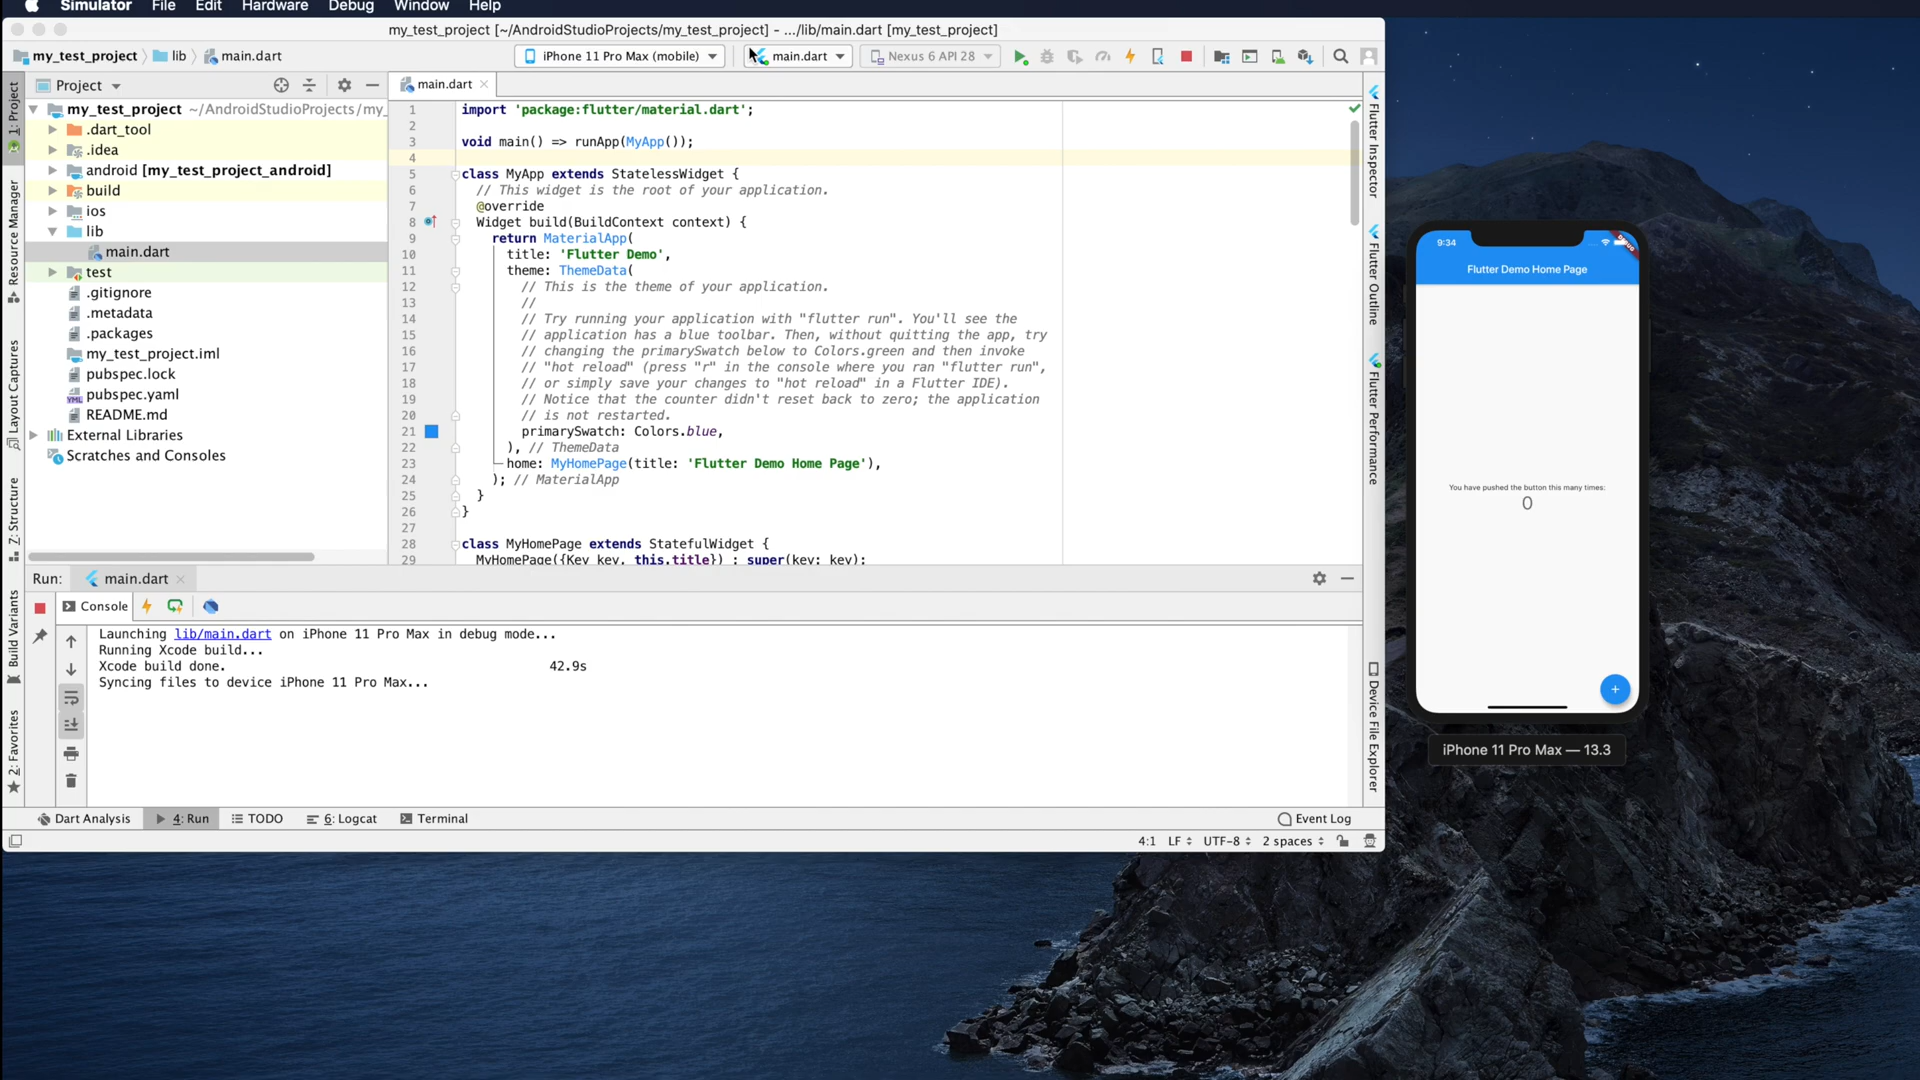 Simulator File Edit Hardware Debug Window Help
my_test_project [~/AndroidStudioProjects/my_test_project] - .../lib/main.dart [my_test_project]
my_test_project lib main.dart iPhone 11 Pro Max (mobile) main.dart Nexus 6 API 28
1: Project
Resource Manager
Layout Captures
7: Structure
Build Variants
2: Favorites
Project
my_test_project ~/AndroidStudioProjects/my_
.dart_tool
.idea
android [my_test_project_android]
build
ios
lib
main.dart
test
.gitignore
.metadata
.packages
my_test_project.iml
pubspec.lock
pubspec.yaml
README.md
External Libraries
Scratches and Consoles
main.dart
1 import 'package:flutter/material.dart';
2
3 void main() => runApp(MyApp());
4
5 class MyApp extends StatelessWidget {
6 // This widget is the root of your application.
7 @override
8 Widget build(BuildContext context) {
9 return MaterialApp(
10 title: 'Flutter Demo',
11 theme: ThemeData(
12 // This is the theme of your application.
13 //
14 // Try running your application with "flutter run". You'll see the
15 // application has a blue toolbar. Then, without quitting the app, try
16 // changing the primarySwatch below to Colors.green and then invoke
17 // "hot reload" (press "r" in the console where you ran "flutter run",
18 // or simply save your changes to "hot reload" in a Flutter IDE).
19 // Notice that the counter didn't reset back to zero; the application
20 // is not restarted.
21 primarySwatch: Colors.blue,
22 ), // ThemeData
23 home: MyHomePage(title: 'Flutter Demo Home Page'),
24 ); // MaterialApp
25 }
26 }
27
28 class MyHomePage extends StatefulWidget {
29 MyHomePage({Key key, this.title}) : super(key: key);
Flutter Inspector
Flutter Outline
Flutter Performance
Device File Explorer
Run: main.dart
Console
Launching lib/main.dart on iPhone 11 Pro Max in debug mode...
Running Xcode build...
Xcode build done. 42.9s
Syncing files to device iPhone 11 Pro Max...
Dart Analysis 4: Run TODO 6: Logcat Terminal Event Log
4:1 LF UTF-8 2 spaces
9:34
DEBUG
Flutter Demo Home Page
You have pushed the button this many times:
0
+
iPhone 11 Pro Max — 13.3